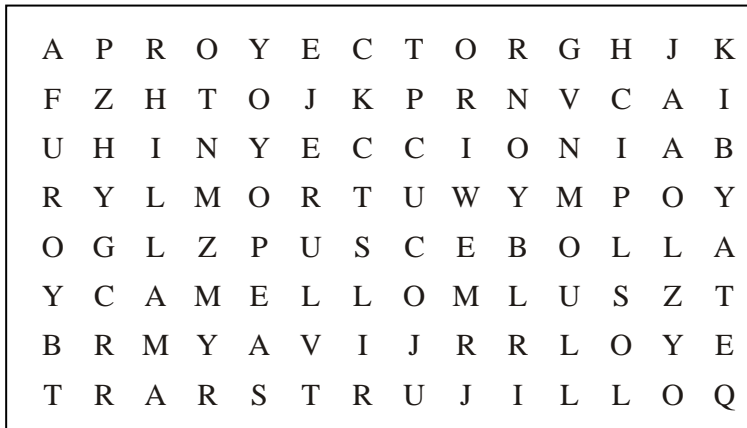 A P R O Y E C T O R G H J K
F Z H T O J K P R N V C A I
U H I N Y E C C I O N I A B
R Y L M O R T U W Y M P O Y
O G L Z P U S C E B O L L A
Y C A M E L L O M L U S Z T
B R M Y A V I J R R L O Y E
T R A R S T R U J I L L O Q